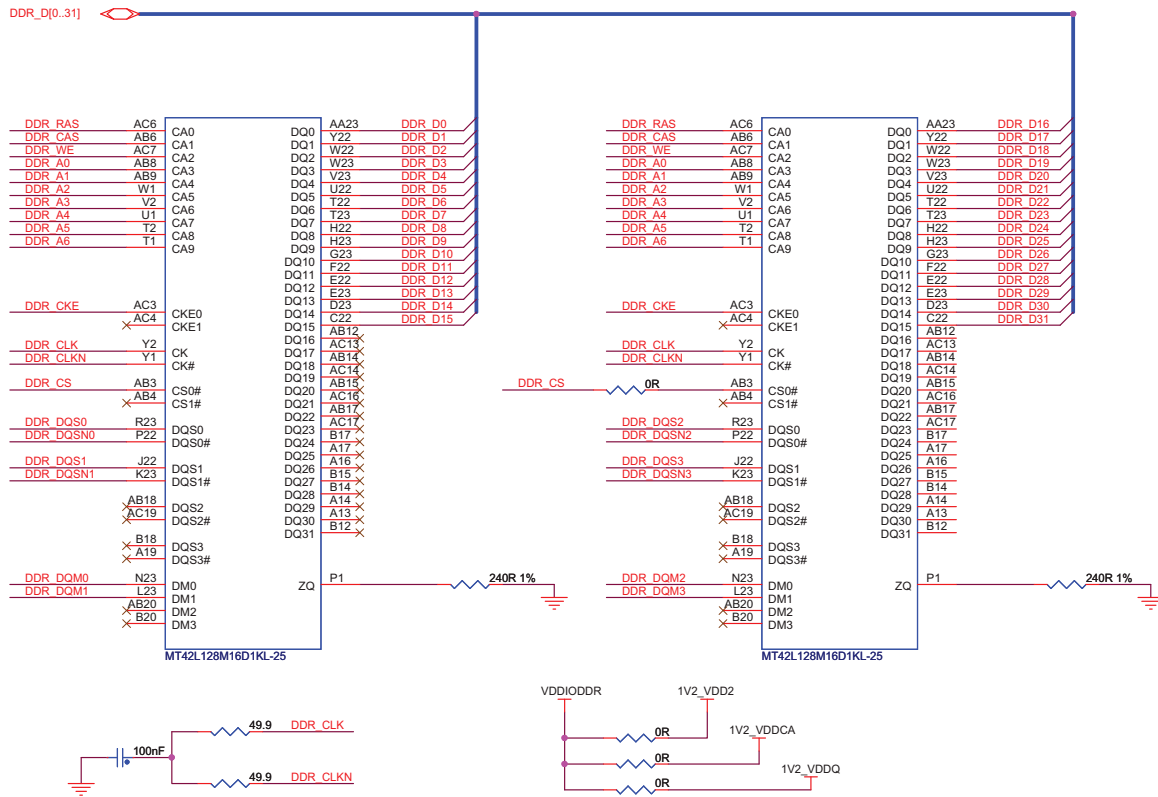 DDR_D[0..31]
DDR_RAS AC6 CA0 DQ0 AA23 DDR_D0
DDR_CAS AB6 CA1 DQ1 Y22 DDR_D1
DDR_WE AC7 CA2 DQ2 W22 DDR_D2
DDR_A0 AB8 CA3 DQ3 W23 DDR_D3
DDR_A1 AB9 CA4 DQ4 V23 DDR_D4
DDR_A2 W1 CA5 DQ5 U22 DDR_D5
DDR_A3 V2 CA6 DQ6 T22 DDR_D6
DDR_A4 U1 CA7 DQ7 T23 DDR_D7
DDR_A5 T2 CA8 DQ8 H22 DDR_D8
DDR_A6 T1 CA9 DQ9 H23 DDR_D9
DQ10 G23 DDR_D10
DQ11 F22 DDR_D11
DQ12 E22 DDR_D12
DQ13 E23 DDR_D13
DDR_CKE AC3 CKE0 DQ14 D23 DDR_D14
AC4 CKE1 DQ15 C22 DDR_D15
DQ16 AB12
DDR_CLK Y2 CK DQ17 AC13
DDR_CLKN Y1 CK# DQ18 AB14
DQ19 AC14
DDR_CS AB3 CS0# DQ20 AB15
AB4 CS1# DQ21 AC16
DQ22 AB17
DDR_DQS0 R23 DQS0 DQ23 AC17
DDR_DQSN0 P22 DQS0# DQ24 B17
DQ25 A17
DDR_DQS1 J22 DQS1 DQ26 A16
DDR_DQSN1 K23 DQS1# DQ27 B15
DQ28 B14
AB18 DQS2 DQ29 A14
AC19 DQS2# DQ30 A13
DQ31 B12
B18 DQS3
A19 DQS3#
DDR_DQM0 N23 DM0 ZQ P1 240R 1%
DDR_DQM1 L23 DM1
AB20 DM2
B20 DM3
MT42L128M16D1KL-25
DDR_RAS AC6 CA0 DQ0 AA23 DDR_D16
DDR_CAS AB6 CA1 DQ1 Y22 DDR_D17
DDR_WE AC7 CA2 DQ2 W22 DDR_D18
DDR_A0 AB8 CA3 DQ3 W23 DDR_D19
DDR_A1 AB9 CA4 DQ4 V23 DDR_D20
DDR_A2 W1 CA5 DQ5 U22 DDR_D21
DDR_A3 V2 CA6 DQ6 T22 DDR_D22
DDR_A4 U1 CA7 DQ7 T23 DDR_D23
DDR_A5 T2 CA8 DQ8 H22 DDR_D24
DDR_A6 T1 CA9 DQ9 H23 DDR_D25
DQ10 G23 DDR_D26
DQ11 F22 DDR_D27
DQ12 E22 DDR_D28
DQ13 E23 DDR_D29
DDR_CKE AC3 CKE0 DQ14 D23 DDR_D30
AC4 CKE1 DQ15 C22 DDR_D31
DQ16 AB12
DDR_CLK Y2 CK DQ17 AC13
DDR_CLKN Y1 CK# DQ18 AB14
DQ19 AC14
DDR_CS 0R AB3 CS0# DQ20 AB15
AB4 CS1# DQ21 AC16
DQ22 AB17
DDR_DQS2 R23 DQS0 DQ23 AC17
DDR_DQSN2 P22 DQS0# DQ24 B17
DQ25 A17
DDR_DQS3 J22 DQS1 DQ26 A16
DDR_DQSN3 K23 DQS1# DQ27 B15
DQ28 B14
AB18 DQS2 DQ29 A14
AC19 DQS2# DQ30 A13
DQ31 B12
B18 DQS3
A19 DQS3#
DDR_DQM2 N23 DM0 ZQ P1 240R 1%
DDR_DQM3 L23 DM1
AB20 DM2
B20 DM3
MT42L128M16D1KL-25
49.9 DDR_CLK
100nF
49.9 DDR_CLKN
VDDIODDR 1V2_VDD2
0R
1V2_VDDCA
0R
1V2_VDDQ
0R